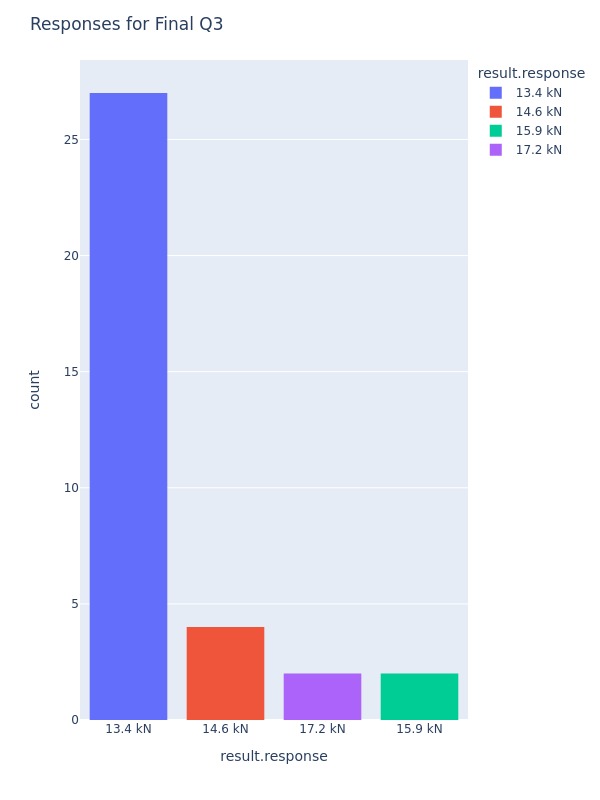 Responses for Final Q3
result.response
13.4 kN
14.6 kN
15.9 kN
17.2 kN
25
20
15
10
5
0
count
13.4 kN 14.6 kN 17.2 kN 15.9 kN
result.response